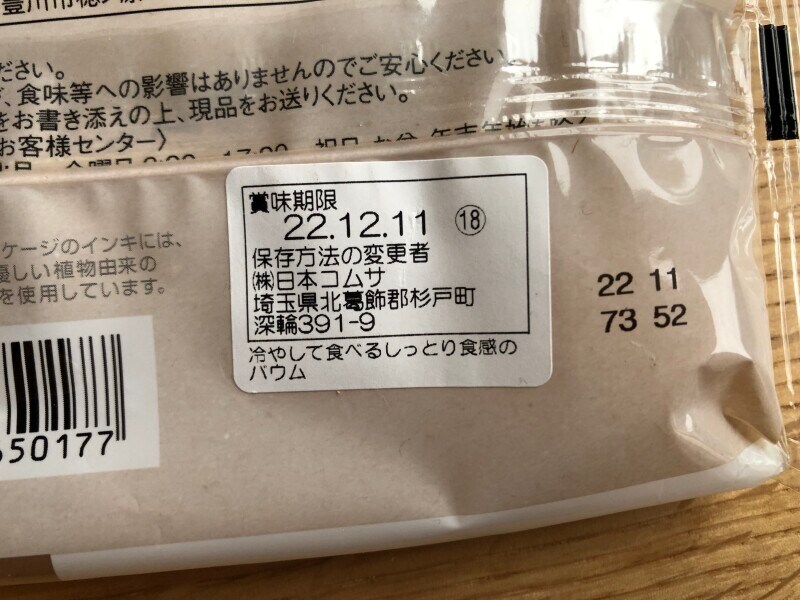 ださい。
、食味等への影響はありませんのでご安心ください
をお書き添えの上、現品をお送りください。
お客様センター〉
賞味期限
22.12.11 ⑱
保存方法の変更者
㈱日本コムサ
埼玉県北葛飾郡杉戸町
深輪391-9
冷やして食べるしっとり食感の
バウム
ケージのインキには、
優しい植物由来の
を使用しています。
22 11
73 52
650177